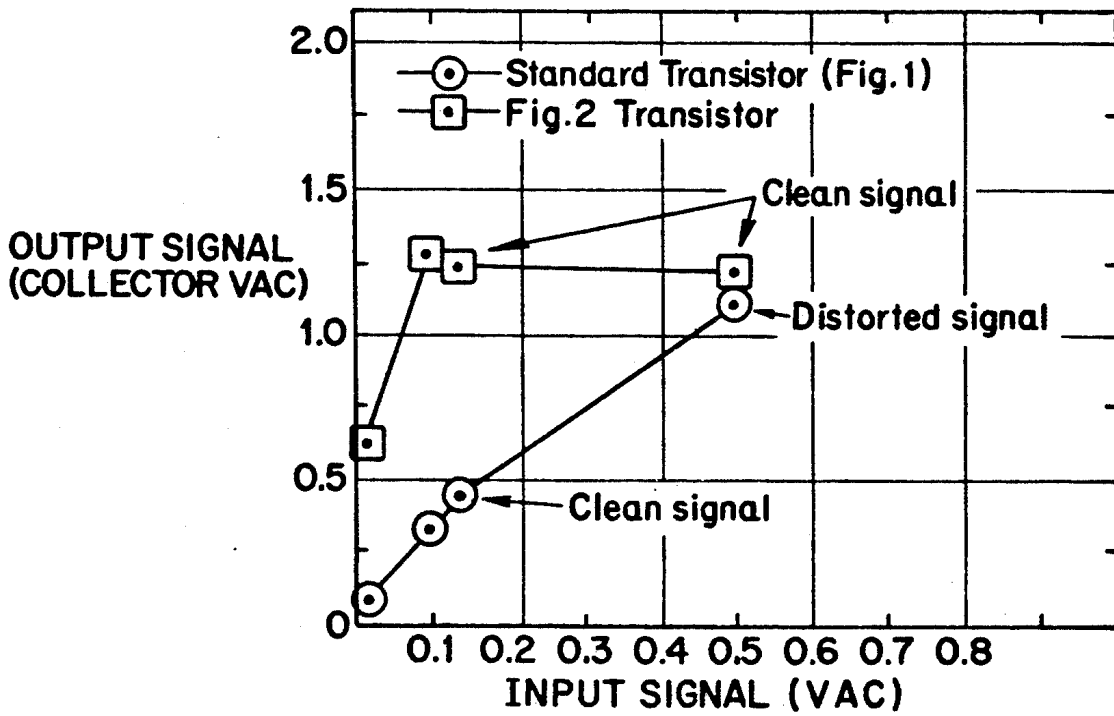 2.0
Standard Transistor (Fig.1)
Fig.2 Transistor
1.5
Clean signal
OUTPUT SIGNAL
(COLLECTOR VAC)
1.0
Distorted signal
0.5
Clean signal
0
0.1 0.2 0.3 0.4 0.5 0.6 0.7 0.8
INPUT SIGNAL (VAC)